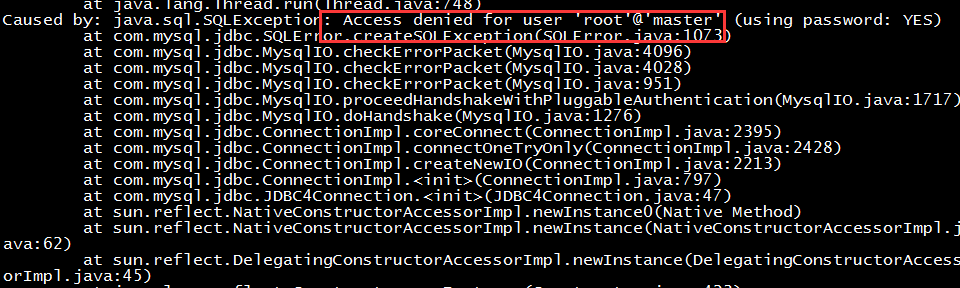 at java.lang.Thread.run(Thread.java:748)
Caused by: java.sql.SQLException: Access denied for user 'root'@'master' (using password: YES)
at com.mysql.jdbc.SQLError.createSQLException(SQLError.java:1073)
at com.mysql.jdbc.MysqlIO.checkErrorPacket(MysqlIO.java:4096)
at com.mysql.jdbc.MysqlIO.checkErrorPacket(MysqlIO.java:4028)
at com.mysql.jdbc.MysqlIO.checkErrorPacket(MysqlIO.java:951)
at com.mysql.jdbc.MysqlIO.proceedHandshakeWithPluggableAuthentication(MysqlIO.java:1717)
at com.mysql.jdbc.MysqlIO.doHandshake(MysqlIO.java:1276)
at com.mysql.jdbc.ConnectionImpl.coreConnect(ConnectionImpl.java:2395)
at com.mysql.jdbc.ConnectionImpl.connectOneTryOnly(ConnectionImpl.java:2428)
at com.mysql.jdbc.ConnectionImpl.createNewIO(ConnectionImpl.java:2213)
at com.mysql.jdbc.ConnectionImpl.<init>(ConnectionImpl.java:797)
at com.mysql.jdbc.JDBC4Connection.<init>(JDBC4Connection.java:47)
at sun.reflect.NativeConstructorAccessorImpl.newInstance0(Native Method)
at sun.reflect.NativeConstructorAccessorImpl.newInstance(NativeConstructorAccessorImpl.j
ava:62)
at sun.reflect.DelegatingConstructorAccessorImpl.newInstance(DelegatingConstructorAccess
orImpl.java:45)